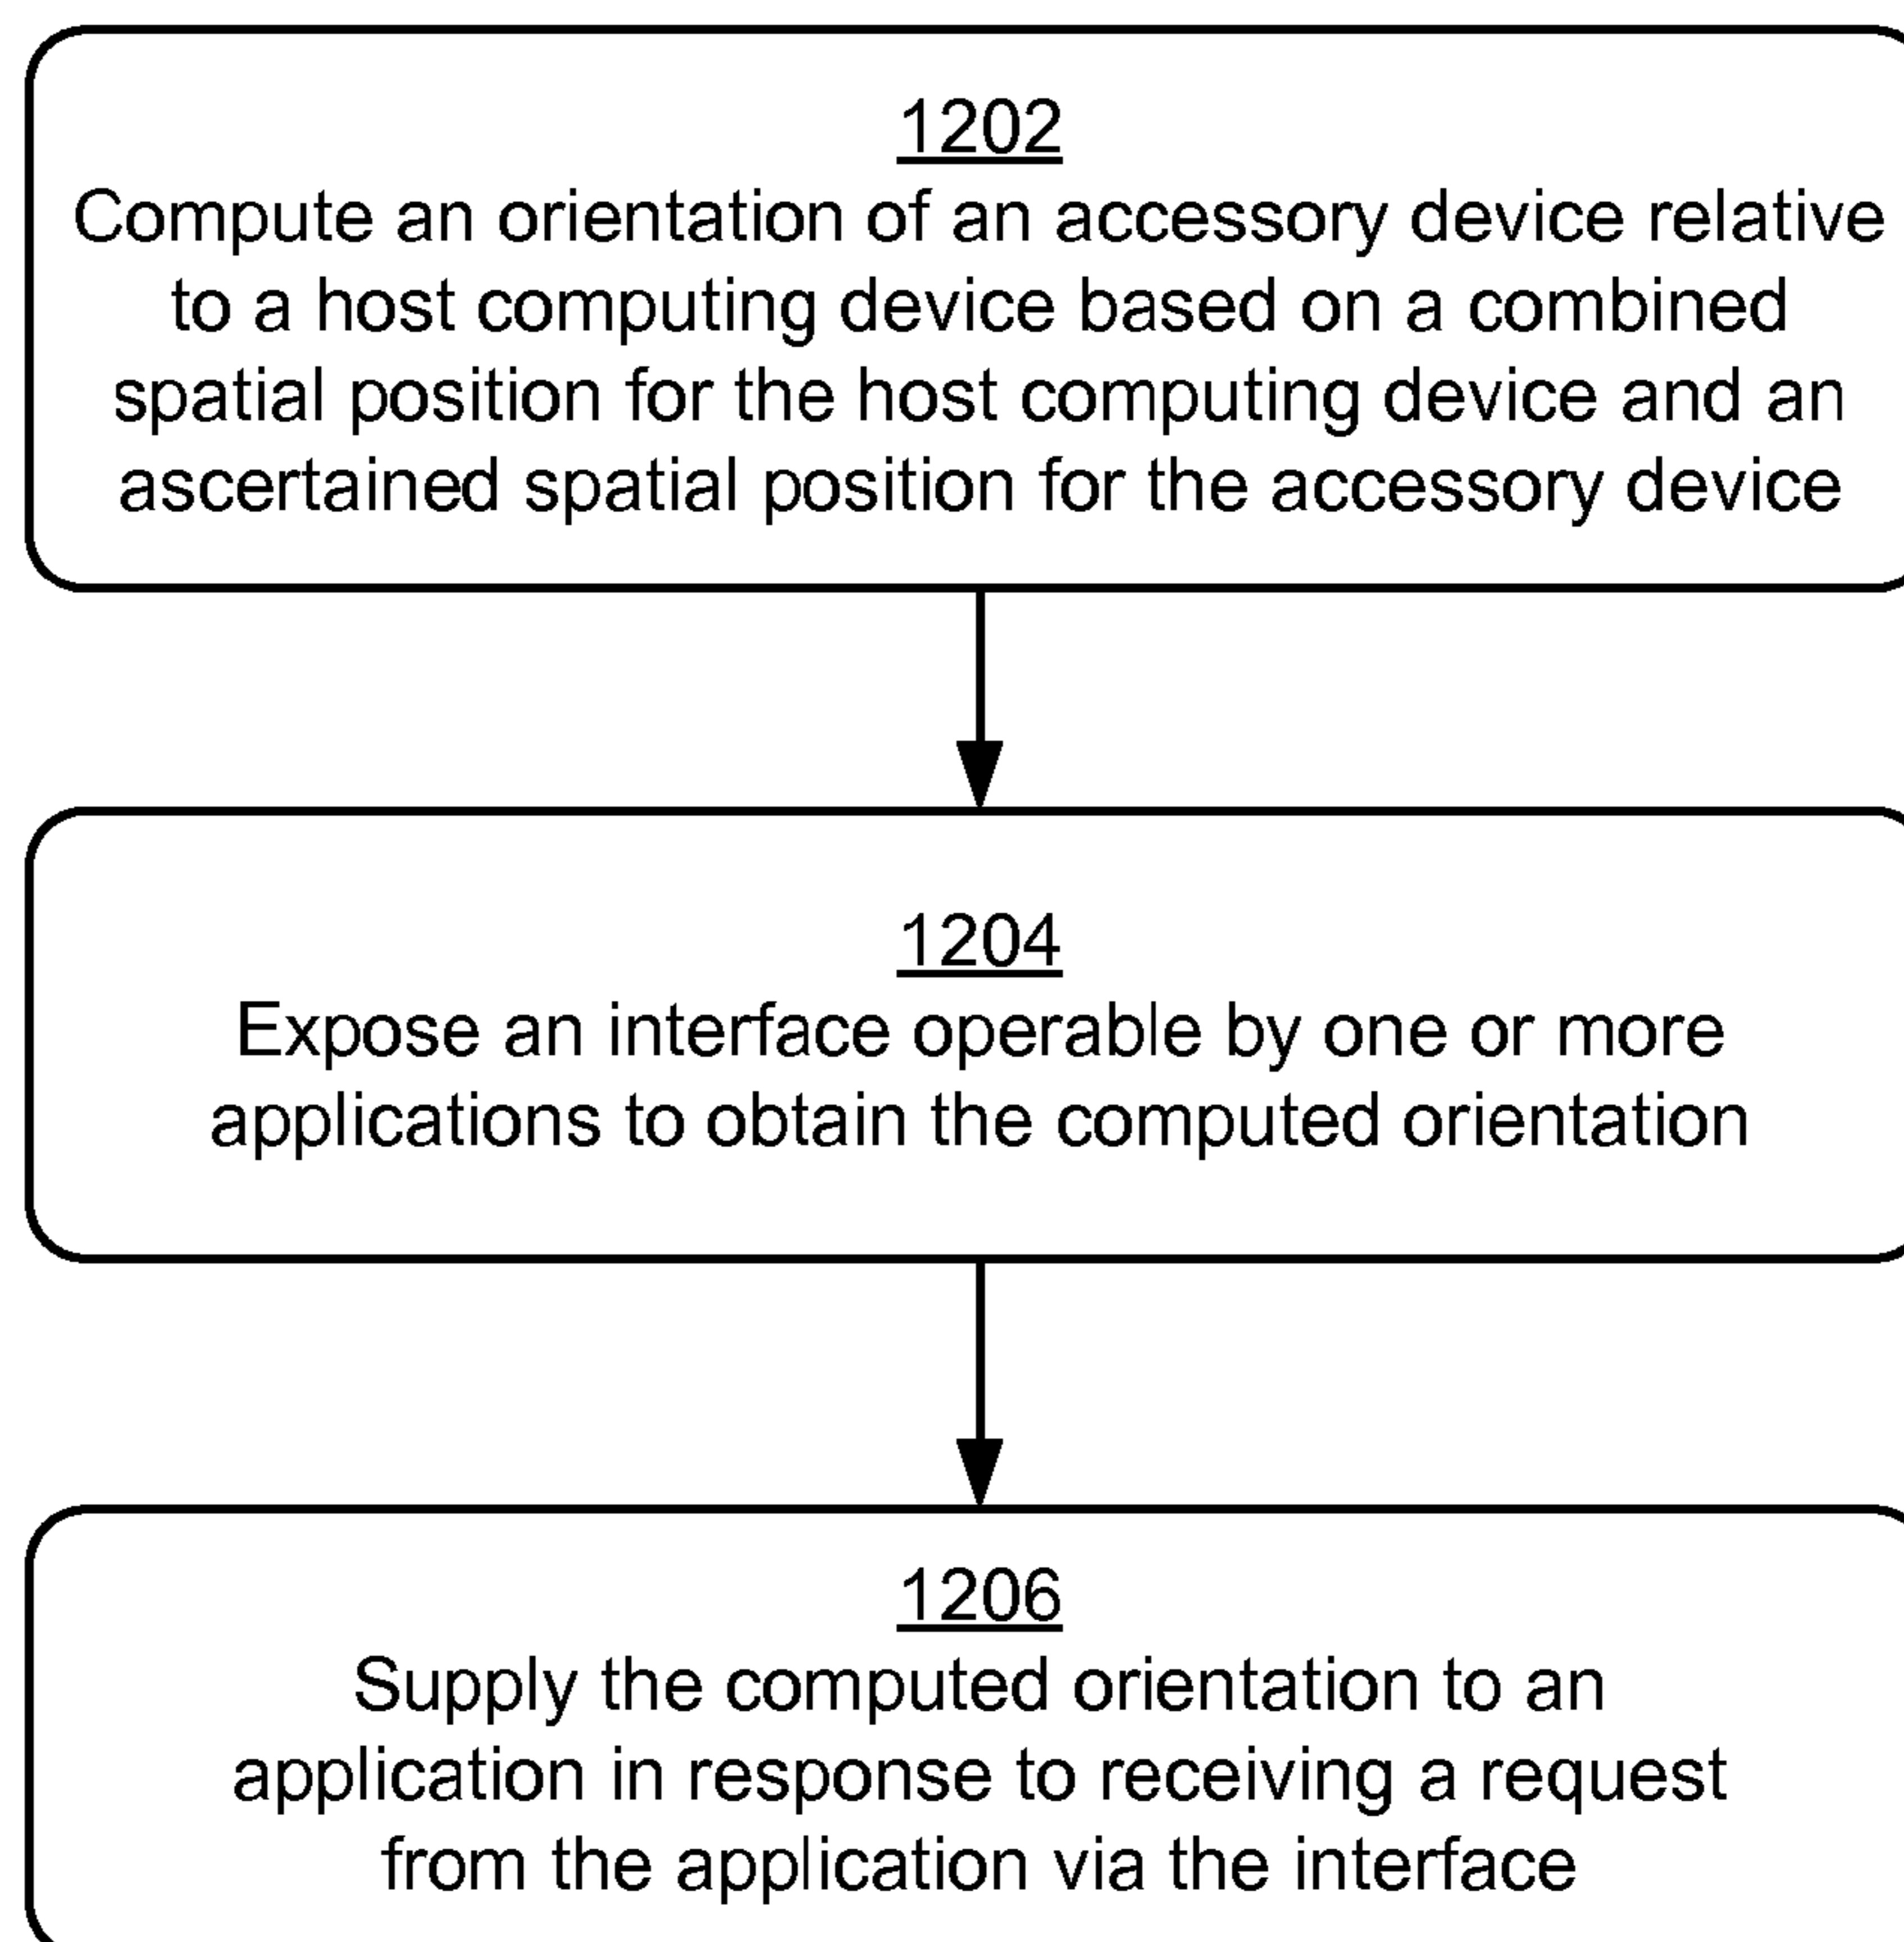 1202
Compute an orientation of an accessory device relative
to a host computing device based on a combined
spatial position for the host computing device and an
ascertained spatial position for the accessory device
1204
Expose an interface operable by one or more
applications to obtain the computed orientation
1206
Supply the computed orientation to an
application in response to receiving a request
from the application via the interface